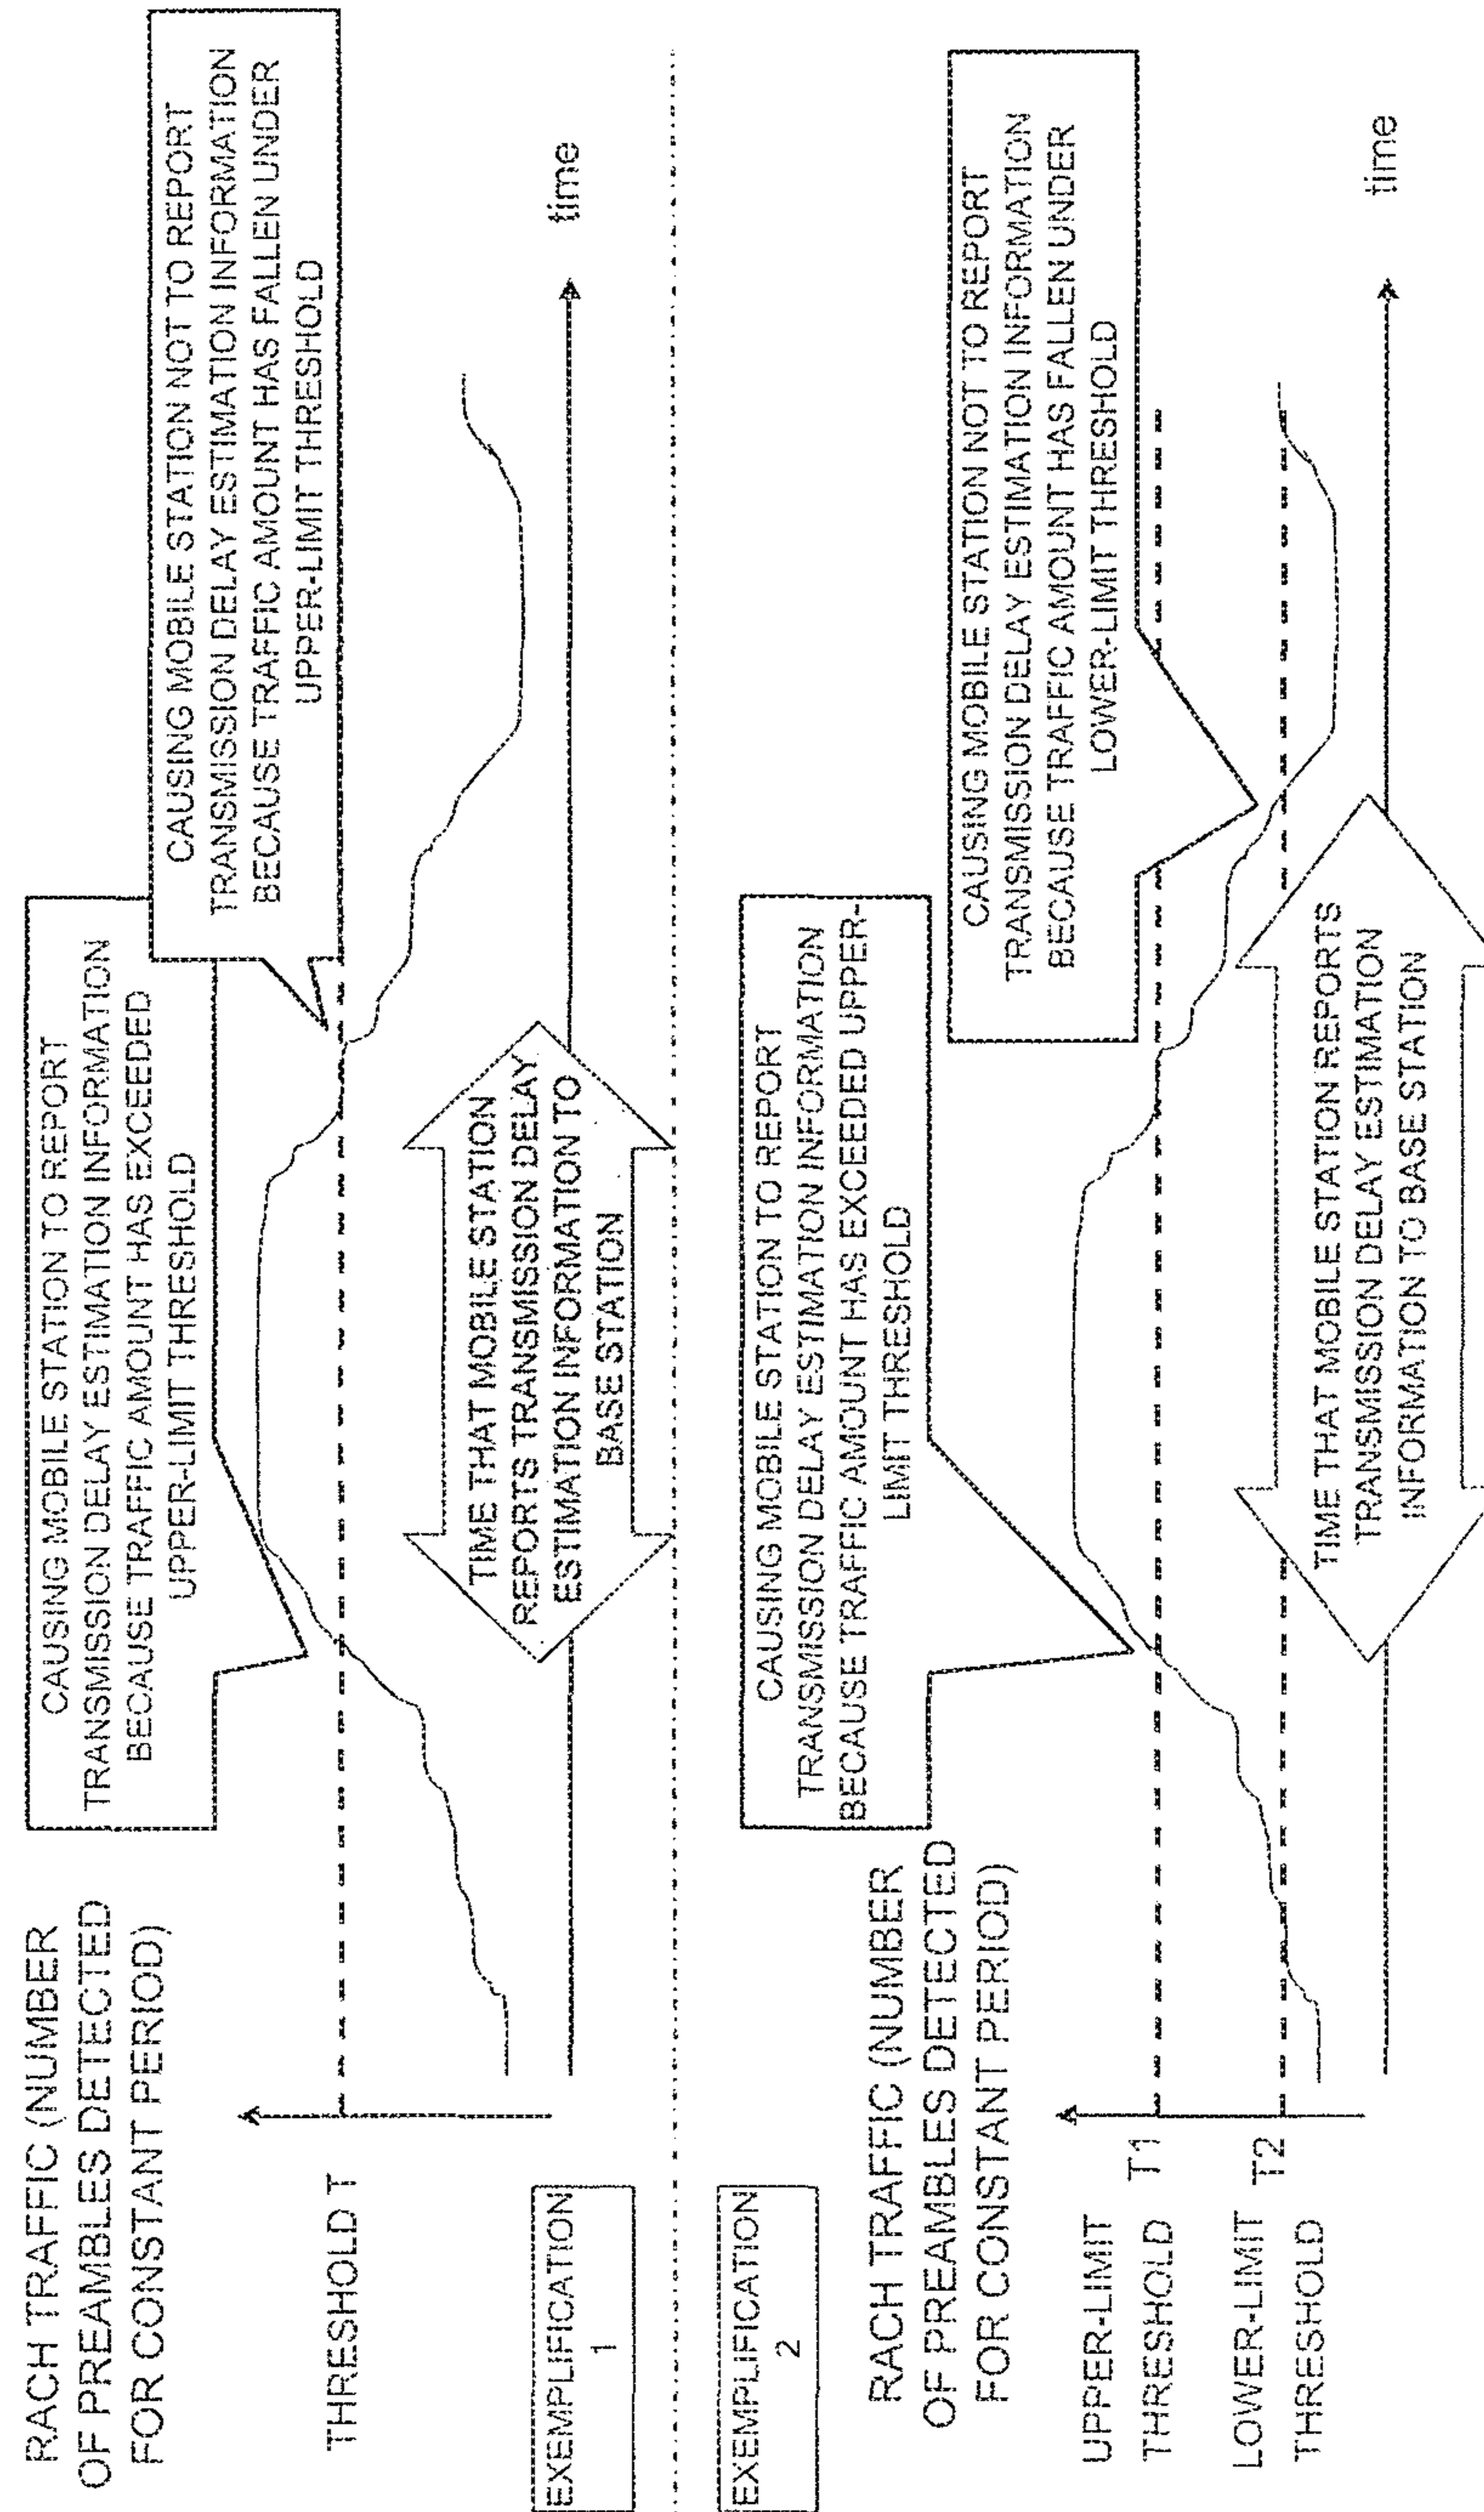 RACH TRAFFIC (NUMBER
OF PREAMBLES DETECTED
FOR CONSTANT PERIOD)
CAUSING MOBILE STATION TO REPORT
TRANSMISSION DELAY ESTIMATION INFORMATION
BECAUSE TRAFFIC AMOUNT HAS EXCEEDED
UPPER-LIMIT THRESHOLD
CAUSING MOBILE STATION NOT TO REPORT
TRANSMISSION DELAY ESTIMATION INFORMATION
BECAUSE TRAFFIC AMOUNT HAS FALLEN UNDER
UPPER-LIMIT THRESHOLD
THRESHOLD T
TIME THAT MOBILE STATION
REPORTS TRANSMISSION DELAY
ESTIMATION INFORMATION TO
BASE STATION
time
EXEMPLIFICATION
1
EXEMPLIFICATION
2
RACH TRAFFIC (NUMBER
OF PREAMBLES DETECTED
FOR CONSTANT PERIOD)
CAUSING MOBILE STATION TO REPORT
TRANSMISSION DELAY ESTIMATION INFORMATION
BECAUSE TRAFFIC AMOUNT HAS EXCEEDED UPPER-
LIMIT THRESHOLD
CAUSING MOBILE STATION NOT TO REPORT
TRANSMISSION DELAY ESTIMATION INFORMATION
BECAUSE TRAFFIC AMOUNT HAS FALLEN UNDER
LOWER-LIMIT THRESHOLD
UPPER-LIMIT
THRESHOLD T1
LOWER-LIMIT
THRESHOLD T2
TIME THAT MOBILE STATION REPORTS
TRANSMISSION DELAY ESTIMATION
INFORMATION TO BASE STATION
time